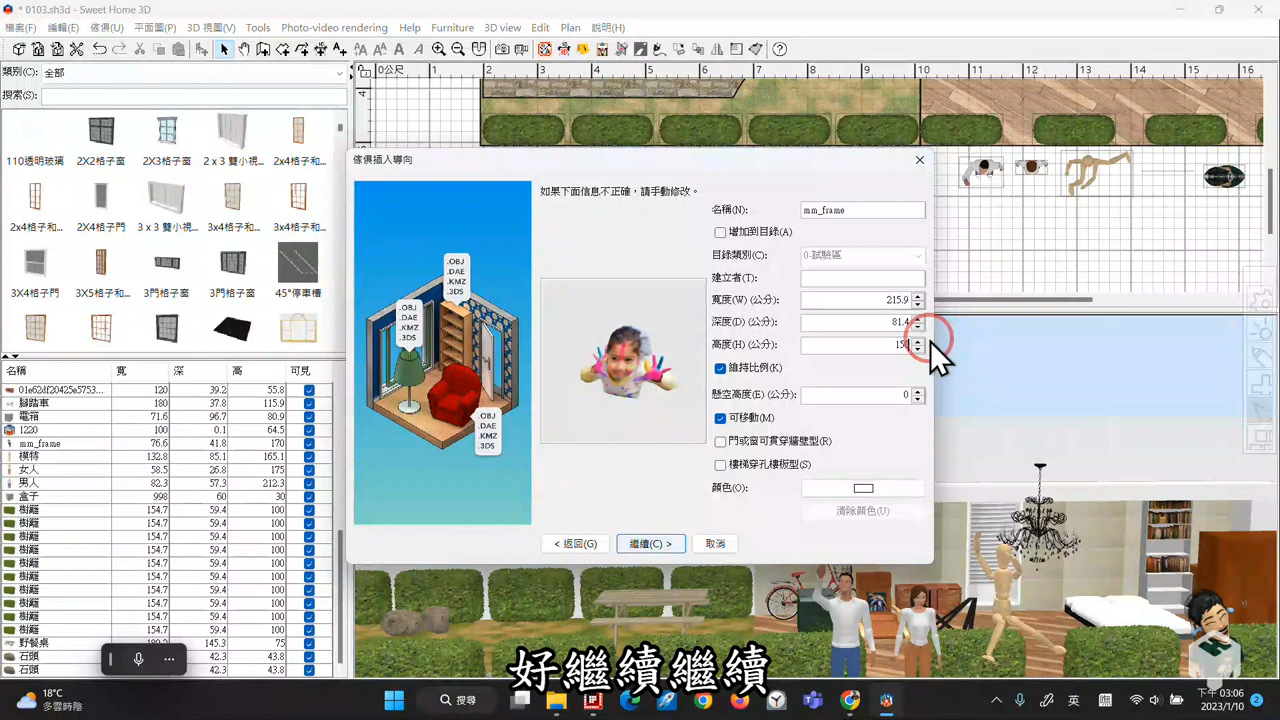 * 0103.sh3d - Sweet Home 3D
檔案(F) 編輯(E) 傢俱(U) 平面圖(P) 3D 視圖(V) Tools Photo-video rendering Help Furniture 3D view Edit Plan 說明(H)
類別(C): 全部
搜索(S):
0公尺 1 2 3 4 5 6 7 8 9 10 11 12 13 14 15 16
4
110透明玻璃 2X2格子窗 2X3格子窗 2 x 3 雙小視... 2x4格子和...
2x4格子和... 2X4格子門 3 x 3 雙小視... 3x4格子和... 3x4格子和...
3X4格子門 3X5格子和... 3門格子窗 3門格子窗 45°停車檔
名稱 寬 深 高 可見
01e62f20425e5753... 120 39.2 55.8
腳踏車 180 37.8 115.9
電箱 71.6 96.7 80.9
1220 100 0.1 64.5
mm_frame 76.6 41.8 170
模特 132.8 85.1 165.1
女人 58.5 26.8 175
男人 82.3 57.3 212.3
盒子 998 60 30
樹籬 154.7 59.4 100
樹籬 154.7 59.4 100
樹籬 154.7 59.4 100
樹籬 154.7 59.4 100
樹籬 154.7 59.4 100
樹籬 154.7 59.4 100
樹籬 154.7 59.4 100
樹籬 154.7 59.4 100
樹籬 154.7 59.4 100
樹籬 154.7 59.4 100
野餐桌 145.3 75
石頭 42.3 43.8
石頭 42.3 43.8
傢俱插入導向
如果下面信息不正確，請手動修改。
名稱(N): mm_frame
增加到目錄(A)
目錄類別(C): 0-試驗區
建立者(T):
寬度(W) (公分): 215.9
深度(D) (公分): 81.4
高度(H) (公分): 150
維持比例(K)
懸空高度(E) (公分): 0
可移動(M)
門或窗可貫穿牆壁型(R)
樓梯穿孔樓板型(S)
顏色(O):
清除顏色(U)
.OBJ
.DAE
.KMZ
.3DS
.OBJ
.DAE
.KMZ
.3DS
.OBJ
.DAE
.KMZ
.3DS
< 返回(G) 繼續(C) > 取消
好繼續繼續
18°C
多雲時陰
搜尋
英
下午 03:06
2023/1/10
2